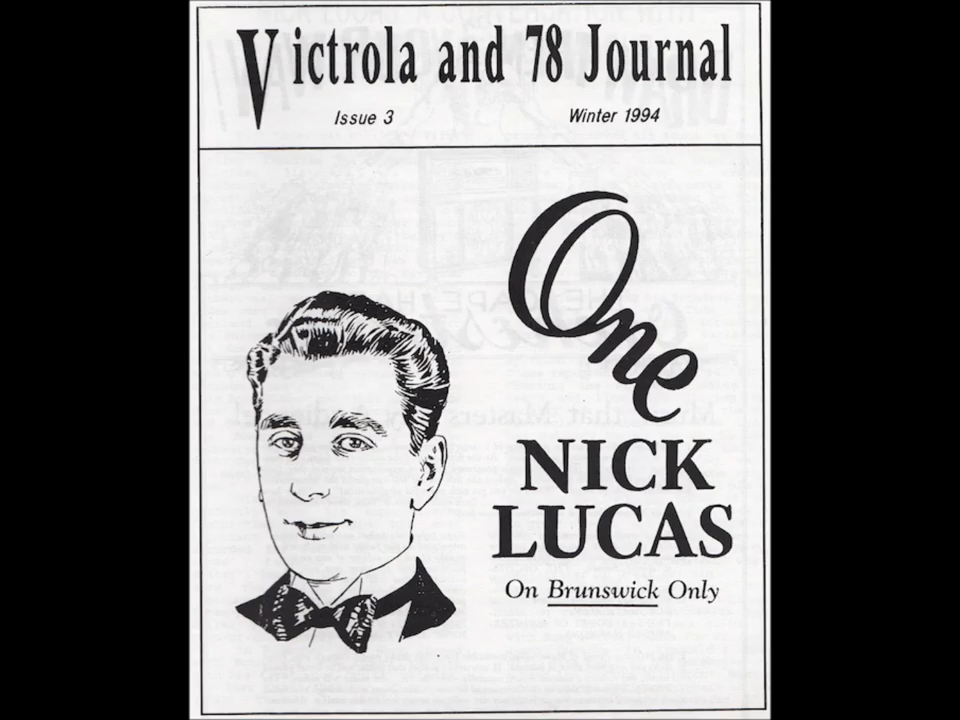 Victrola and 78 Journal
Issue 3 Winter 1994
One
NICK
LUCAS
On Brunswick Only